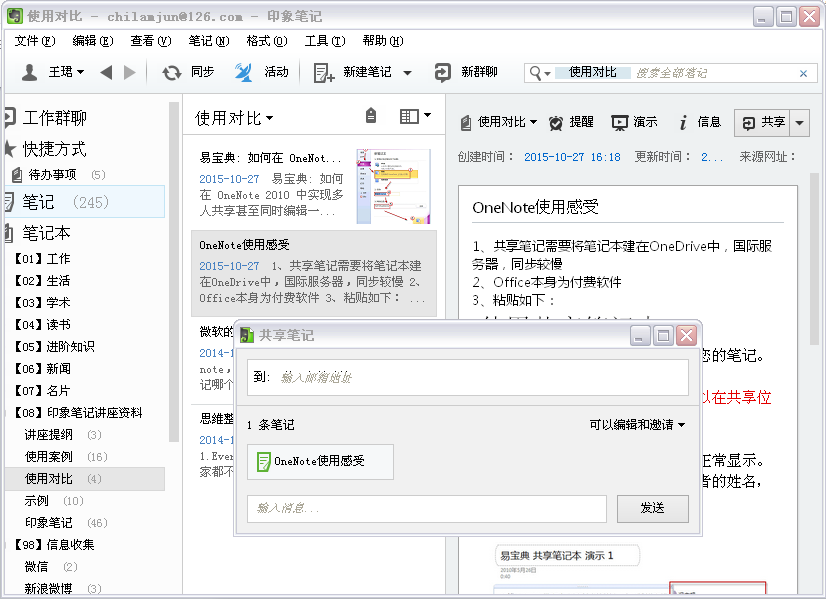 使用对比 - chilamjun@126.com - 印象笔记
文件(F) 编辑(E) 查看(V) 笔记(N) 格式(O) 工具(T) 帮助(H)
王珺 同步 活动 新建笔记 新群聊 使用对比 搜索全部笔记
工作群聊
快捷方式
待办事项 (5)
笔记 (245)
笔记本
【01】工作
【02】生活
【03】学术
【04】读书
【05】进阶知识
【06】新闻
【07】名片
【08】印象笔记讲座资料
讲座提纲 (3)
使用案例 (16)
使用对比 (4)
示例 (10)
印象笔记 (46)
【98】信息收集
微信 (2)
新浪微博 (3)
使用对比
易宝典：如何在 OneNot...
2015-10-27 易宝典：如何
在 OneNote 2010 中实现多
人共享甚至同时编辑一...
OneNote使用感受
2015-10-27 1、共享笔记需要将笔记本建
在OneDrive中，国际服务器，同步较慢 2、
Office本身为付费软件 3、粘贴如下： ...
微软的
2014-1
note，
记哪个
思维整
2014-1
1.Ever
家都不
使用对比 提醒 演示 信息 共享
创建时间： 2015-10-27 16:18 更新时间： 2... 来源网址：
OneNote使用感受
1、共享笔记需要将笔记本建在OneDrive中，国际服
务器，同步较慢
2、Office本身为付费软件
3、粘贴如下：
您的笔记。
以在共享位
正常显示。
者的姓名，
易宝典 共享笔记本 演示 1
2010年5月26日
0:40
共享笔记
到： 输入邮箱地址
1 条笔记 可以编辑和邀请
OneNote使用感受
输入消息... 发送